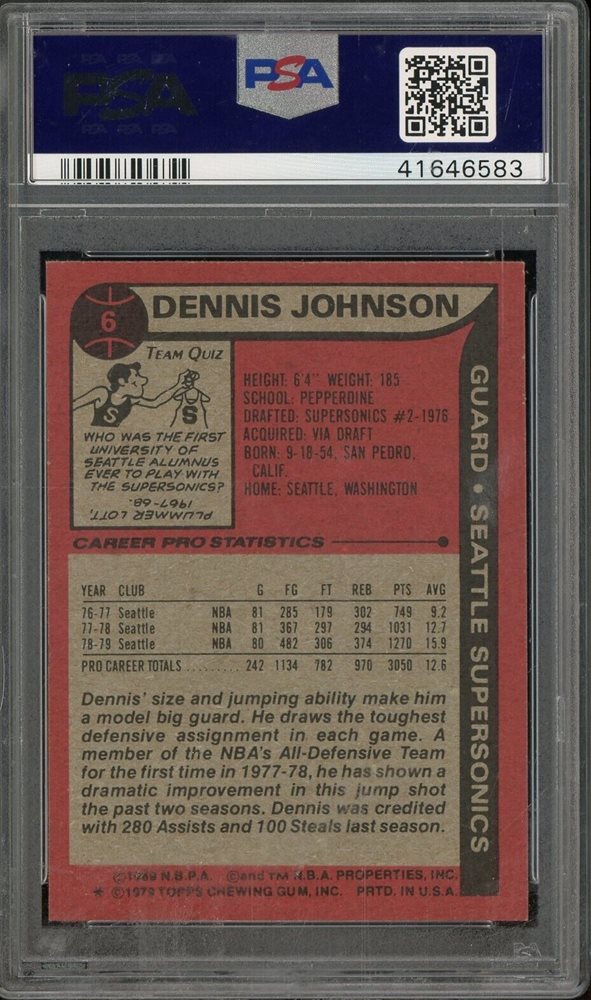 PSA
PSA
41646583
6
DENNIS JOHNSON
TEAM QUIZ
S
S
WHO WAS THE FIRST
UNIVERSITY OF
SEATTLE ALUMNUS
EVER TO PLAY WITH
THE SUPERSONICS?
PLUMMER LOTT,
1967-68.
HEIGHT: 6'4" WEIGHT: 185
SCHOOL: PEPPERDINE
DRAFTED: SUPERSONICS #2-1976
ACQUIRED: VIA DRAFT
BORN: 9-18-54, SAN PEDRO,
CALIF.
HOME: SEATTLE, WASHINGTON
GUARD • SEATTLE SUPERSONICS
CAREER PRO STATISTICS
YEAR CLUB G FG FT REB PTS AVG
76-77 Seattle NBA 81 285 179 302 749 9.2
77-78 Seattle NBA 81 367 297 294 1031 12.7
78-79 Seattle NBA 80 482 306 374 1270 15.9
PRO CAREER TOTALS ......... 242 1134 782 970 3050 12.6
Dennis' size and jumping ability make him
a model big guard. He draws the toughest
defensive assignment in each game. A
member of the NBA's All-Defensive Team
for the first time in 1977-78, he has shown a
dramatic improvement in this jump shot
the past two seasons. Dennis was credited
with 280 Assists and 100 Steals last season.
N.B.P.A. © and TM N.B.A. PROPERTIES, INC.
* © 1979 TOPPS CHEWING GUM, INC. PRTD. IN U.S.A.